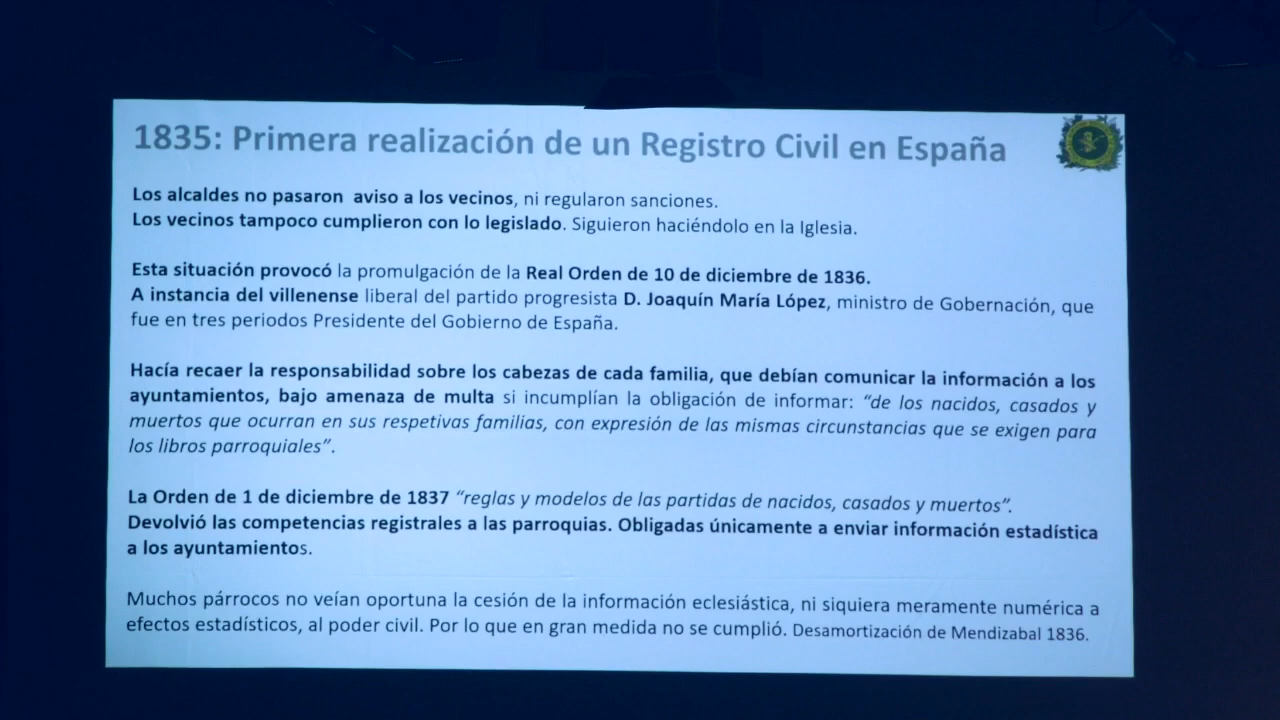 1835: Primera realización de un Registro Civil en España
Los alcaldes no pasaron aviso a los vecinos, ni regularon sanciones.
Los vecinos tampoco cumplieron con lo legislado. Siguieron haciéndolo en la Iglesia.
Esta situación provocó la promulgación de la Real Orden de 10 de diciembre de 1836.
A instancia del villenense liberal del partido progresista D. Joaquín María López, ministro de Gobernación, que
fue en tres periodos Presidente del Gobierno de España.
Hacía recaer la responsabilidad sobre los cabezas de cada familia, que debían comunicar la información a los
ayuntamientos, bajo amenaza de multa si incumplían la obligación de informar: “de los nacidos, casados y
muertos que ocurran en sus respetivas familias, con expresión de las mismas circunstancias que se exigen para
los libros parroquiales”.
La Orden de 1 de diciembre de 1837 “reglas y modelos de las partidas de nacidos, casados y muertos”.
Devolvió las competencias registrales a las parroquias. Obligadas únicamente a enviar información estadística
a los ayuntamientos.
Muchos párrocos no veían oportuna la cesión de la información eclesiástica, ni siquiera meramente numérica a
efectos estadísticos, al poder civil. Por lo que en gran medida no se cumplió. Desamortización de Mendizabal 1836.